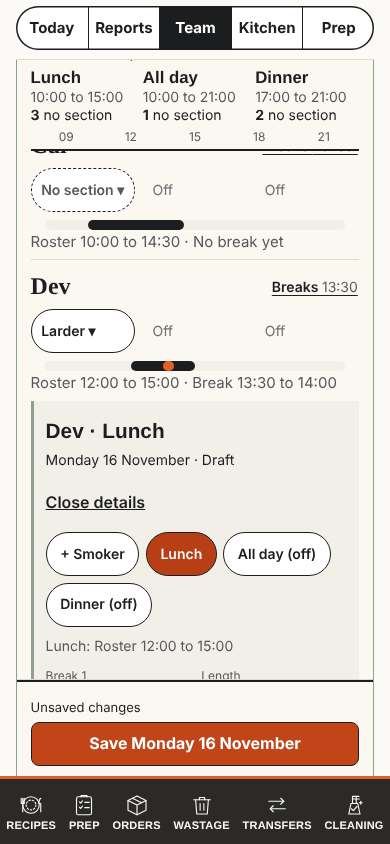 Today Reports Team Kitchen Prep
Lunch All day Dinner
10:00 to 15:00 10:00 to 21:00 17:00 to 21:00
3 no section 1 no section 2 no section
09 12 15 18 21
No section ▾ Off Off
Roster 10:00 to 14:30 · No break yet
Dev Breaks 13:30
Larder ▾ Off Off
Roster 12:00 to 15:00 · Break 13:30 to 14:00
Dev · Lunch
Monday 16 November · Draft
Close details
+ Smoker Lunch All day (off)
Dinner (off)
Lunch: Roster 12:00 to 15:00
Break 1 Length
Unsaved changes
Save Monday 16 November
RECIPES PREP ORDERS WASTAGE TRANSFERS CLEANING